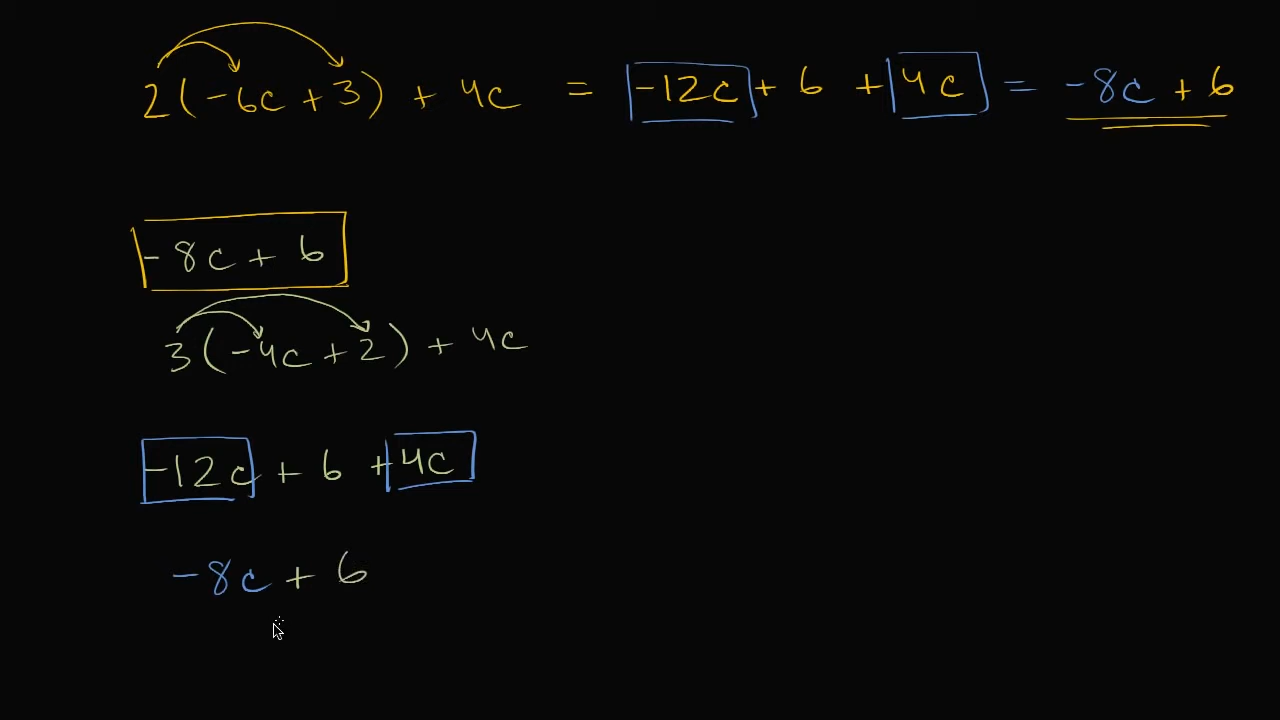 2(-6c+3) + 4c = -12c + 6 + 4c = -8c + 6
-8c + 6
3(-4c+2) + 4c
-12c + 6 + 4c
-8c + 6